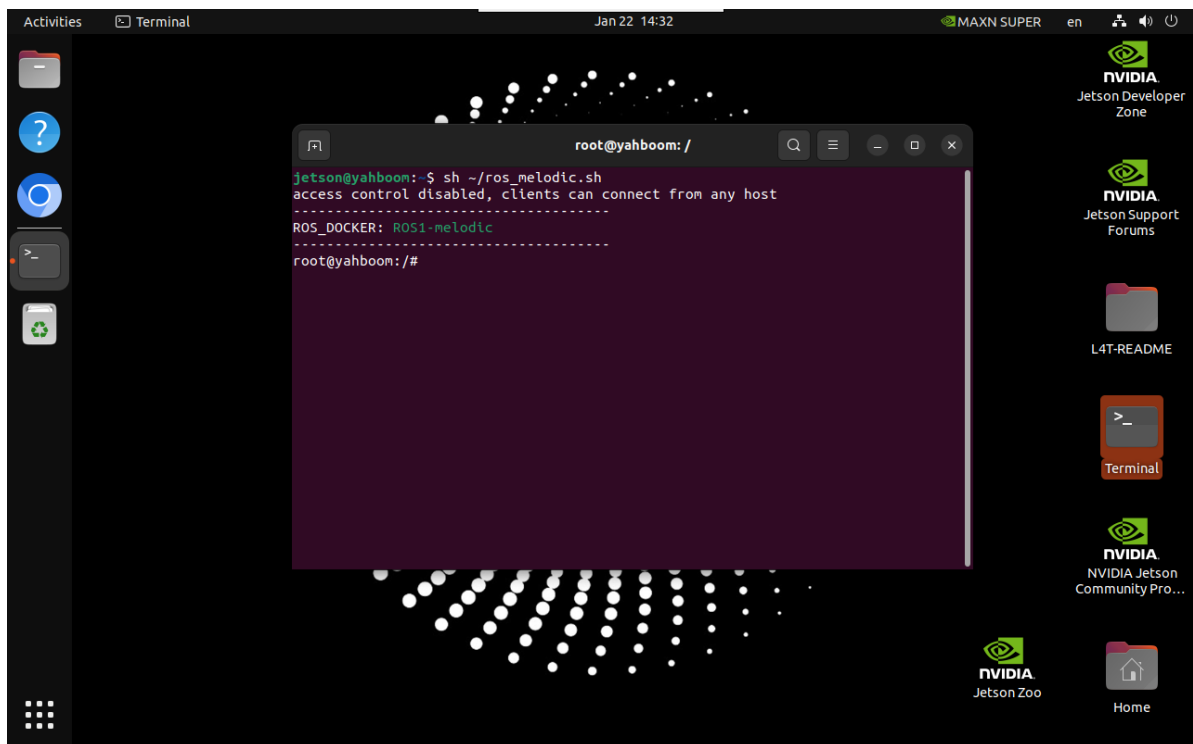 Activities
Terminal
Jan 22 14:32
MAXN SUPER
en
NVIDIA.
Jetson Developer
Zone
root@yahboom: /
jetson@yahboom:~$ sh ~/ros_melodic.sh
access control disabled, clients can connect from any host
--------------------------------------
ROS_DOCKER: ROS1-melodic
--------------------------------------
root@yahboom:/#
NVIDIA.
Jetson Support
Forums
L4T-README
>_
Terminal
NVIDIA.
NVIDIA Jetson
Community Pro...
NVIDIA.
Jetson Zoo
Home
?
>_